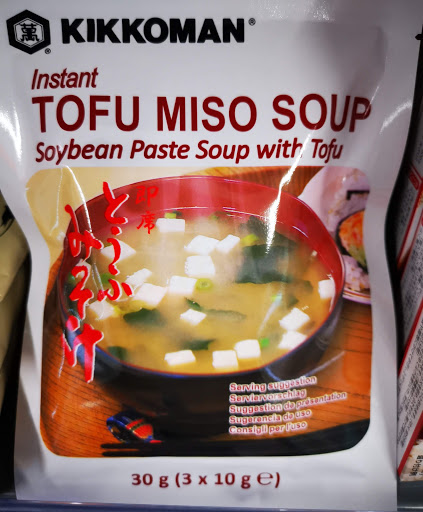 萬
KIKKOMAN®
Instant
TOFU MISO SOUP
Soybean Paste Soup with Tofu
即席
とうふ
みそ汁
Serving suggestion
Serviervorschlag
Suggestion de présentation
Sugerencia de uso
Consigli per l'uso
30 g (3 x 10 g ℮)